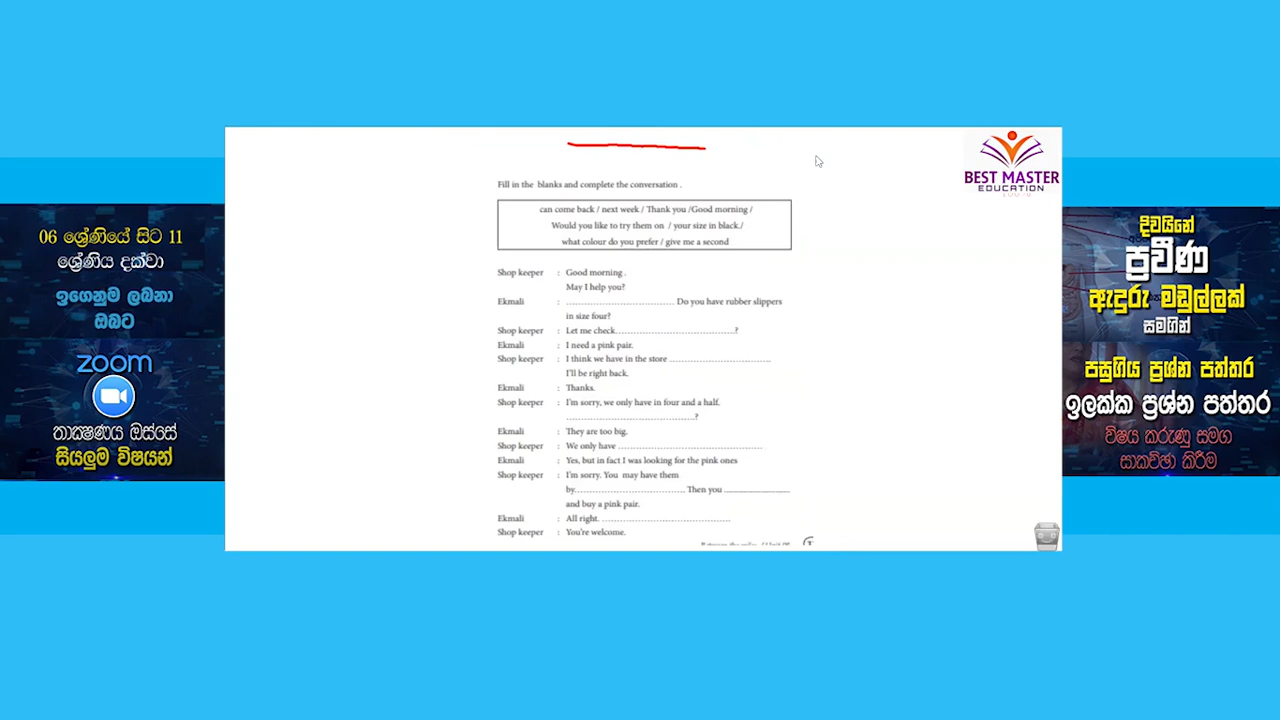 06 ශ්‍රේණියේ සිට 11
ශ්‍රේණිය දක්වා
ඉගෙනුම ලබනා
ඔබට
zoom
තාක්ෂණය ඔස්සේ
සියලුම විෂයන්
Fill in the blanks and complete the conversation .
can come back / next week / Thank you /Good morning /
Would you like to try them on / your size in black./
what colour do you prefer / give me a second
Shop keeper : Good morning .
May I help you?
Ekmali : ........................................ Do you have rubber slippers
in size four?
Shop keeper : Let me check............................................?
Ekmali : I need a pink pair.
Shop keeper : I think we have in the store ......................................
I'll be right back.
Ekmali : Thanks.
Shop keeper : I'm sorry, we only have in four and a half.
................................................?
Ekmali : They are too big.
Shop keeper : We only have ......................................................
Ekmali : Yes, but in fact I was looking for the pink ones
Shop keeper : I'm sorry. You may have them
by......................................... Then you .........................
and buy a pink pair.
Ekmali : All right. ................................................
Shop keeper : You're welcome.
BEST MASTER
EDUCATION
දිවයිනේ
ප්‍රවීණ
ඇදුරු මඩුල්ලක්
සමගින්
පසුගිය ප්‍රශ්න පත්තර
ඉලක්ක ප්‍රශ්න පත්තර
විෂය කරුණු සමග
සාකච්ඡා කිරීම